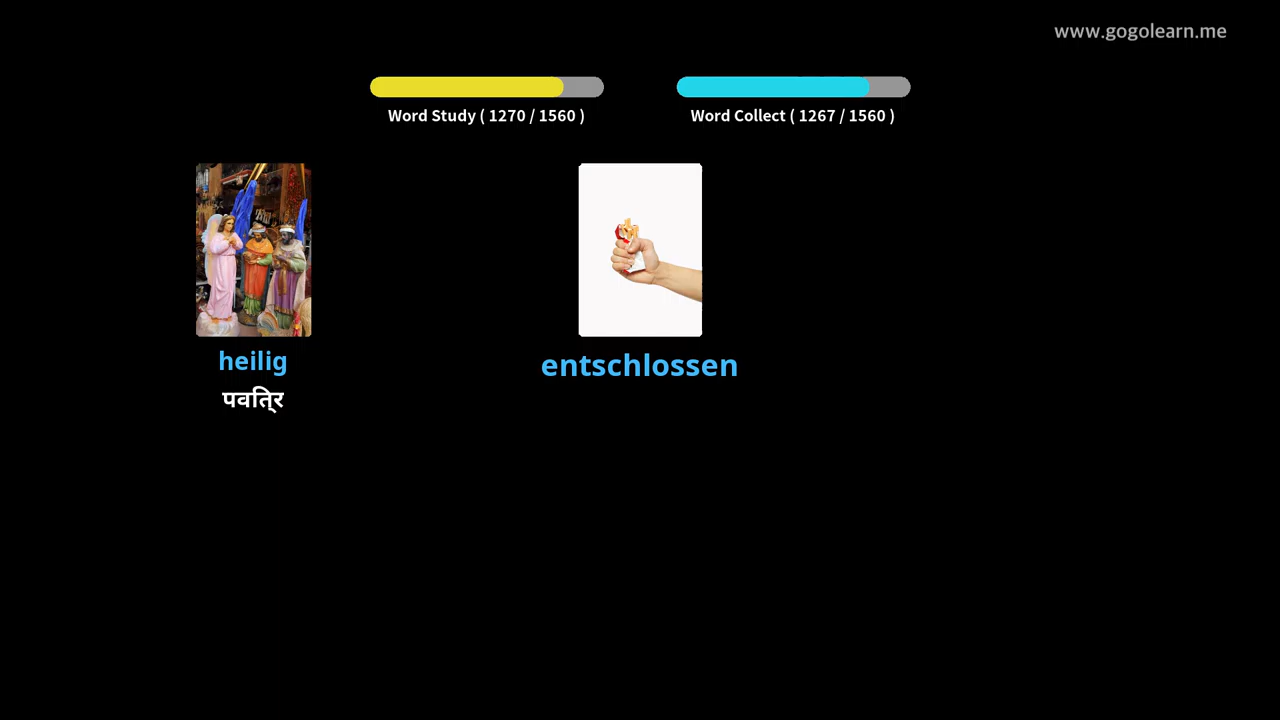 www.gogolearn.me
Word Study ( 1270 / 1560 )
Word Collect ( 1267 / 1560 )
heilig
पवित्र
entschlossen